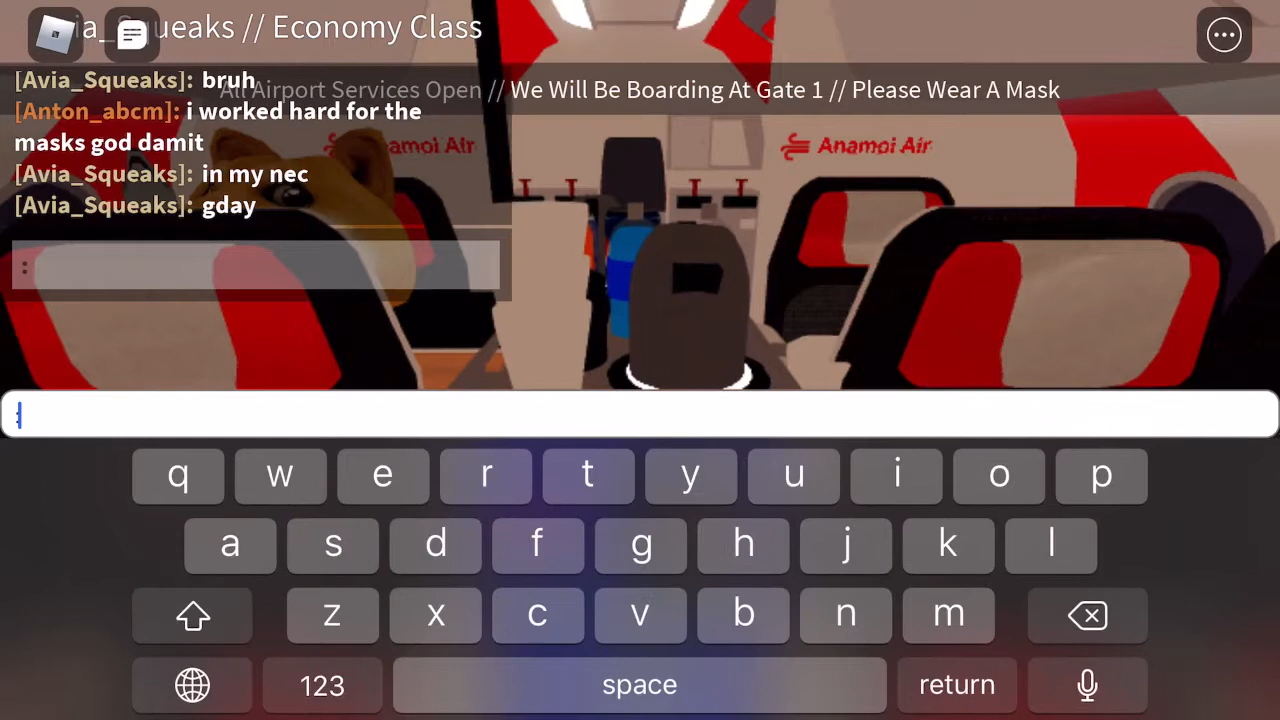 ia_Squeaks // Economy Class
All Airport Services Open // We Will Be Boarding At Gate 1 // Please Wear A Mask
[Avia_Squeaks]: bruh
[Anton_abcm]: i worked hard for the
masks god damit
[Avia_Squeaks]: in my nec
[Avia_Squeaks]: gday
:
amoi Air
Anamoi Air
:
q w e r t y u i o p
a s d f g h j k l
z x c v b n m
123 space return